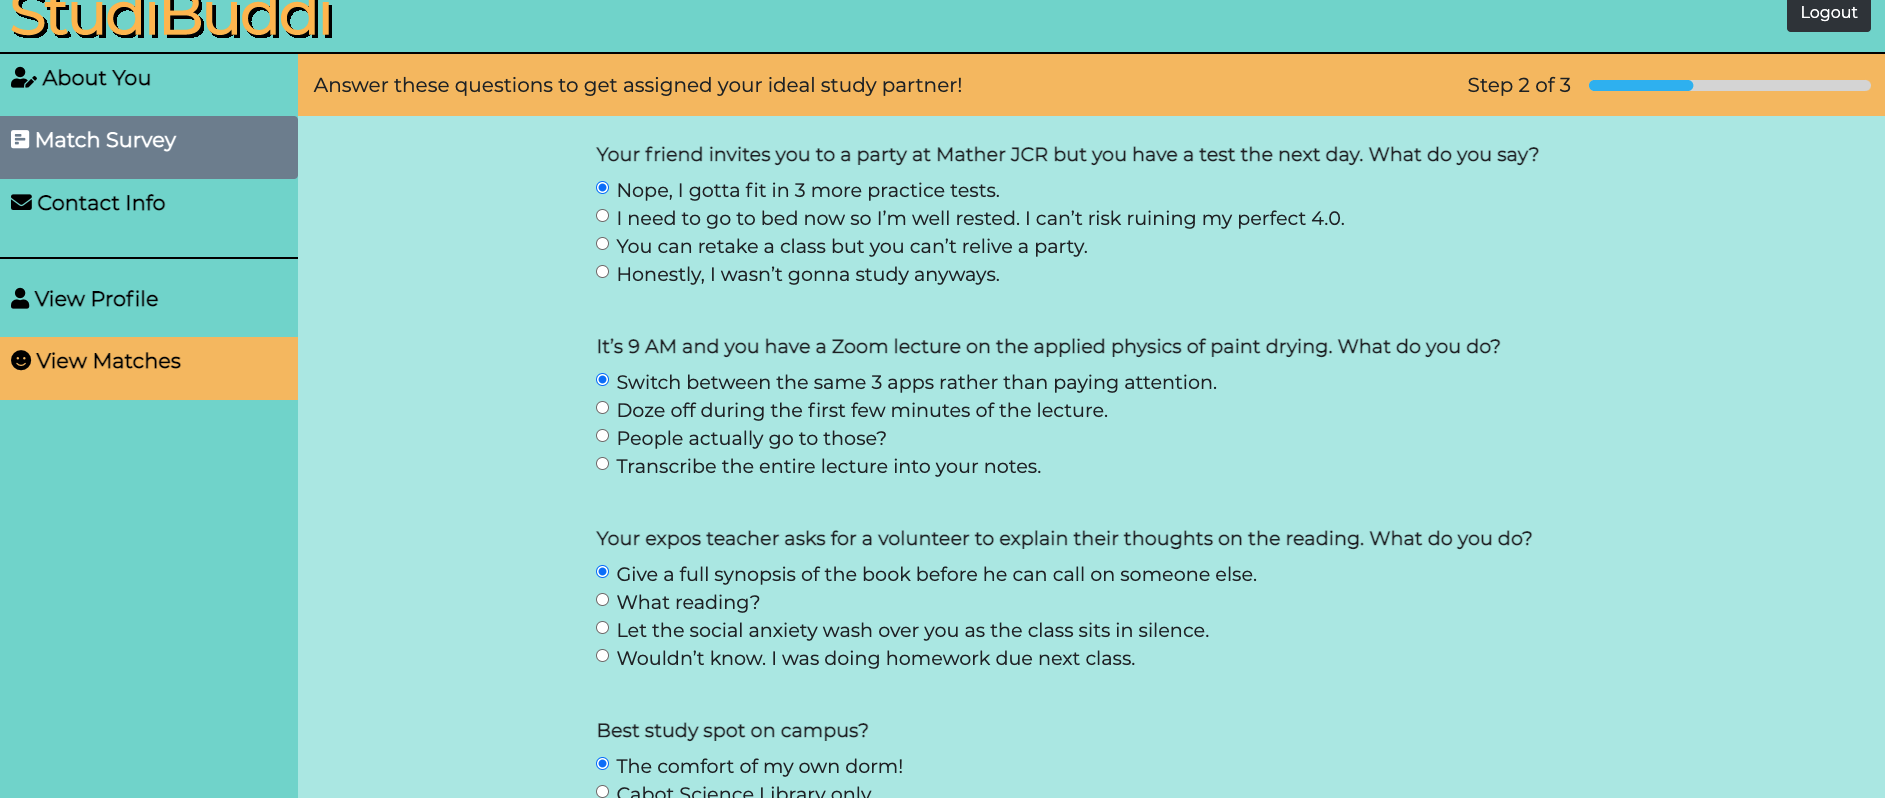 StudiBuddi
Logout
About You
Match Survey
Contact Info
View Profile
View Matches
Answer these questions to get assigned your ideal study partner!
Step 2 of 3
Your friend invites you to a party at Mather JCR but you have a test the next day. What do you say?
Nope, I gotta fit in 3 more practice tests.
I need to go to bed now so I’m well rested. I can’t risk ruining my perfect 4.0.
You can retake a class but you can’t relive a party.
Honestly, I wasn’t gonna study anyways.
It’s 9 AM and you have a Zoom lecture on the applied physics of paint drying. What do you do?
Switch between the same 3 apps rather than paying attention.
Doze off during the first few minutes of the lecture.
People actually go to those?
Transcribe the entire lecture into your notes.
Your expos teacher asks for a volunteer to explain their thoughts on the reading. What do you do?
Give a full synopsis of the book before he can call on someone else.
What reading?
Let the social anxiety wash over you as the class sits in silence.
Wouldn’t know. I was doing homework due next class.
Best study spot on campus?
The comfort of my own dorm!
Cabot Science Library only